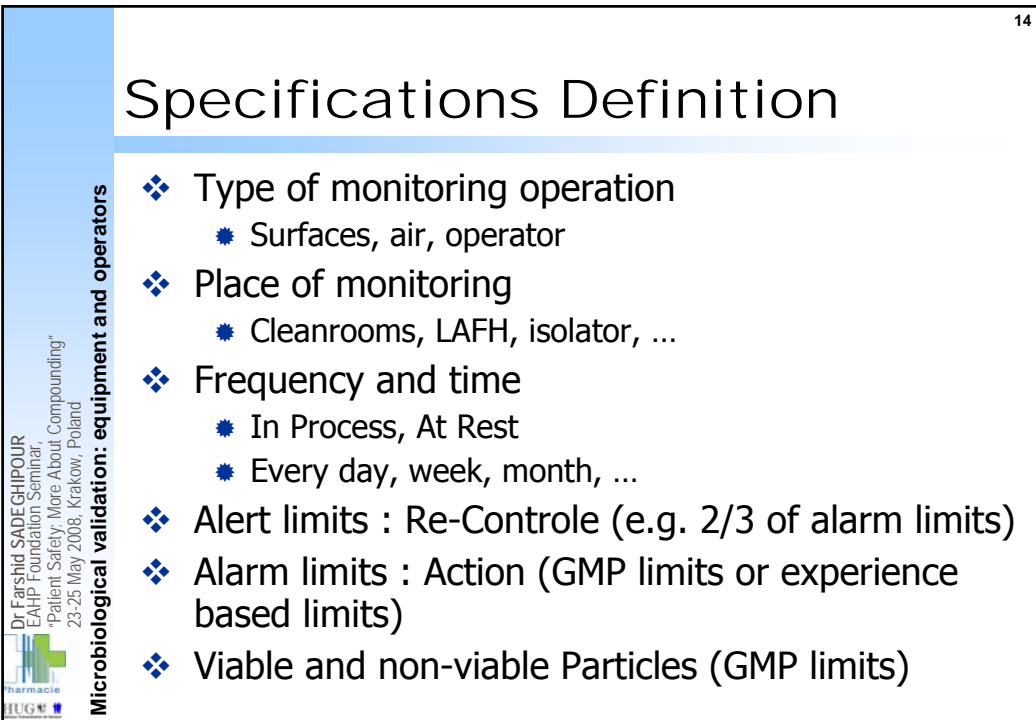 14
Specifications Definition
Type of monitoring operation
Surfaces, air, operator
Place of monitoring
Cleanrooms, LAFH, isolator, ...
Frequency and time
In Process, At Rest
Every day, week, month, ...
Alert limits : Re-Controle (e.g. 2/3 of alarm limits)
Alarm limits : Action (GMP limits or experience
based limits)
Viable and non-viable Particles (GMP limits)
Dr Farshid SADEGHIPOUR
EAHP Foundation Seminar,
"Patient Safety: More About Compounding"
23-25 May 2008, Krakow, Poland
Microbiological validation: equipment and operators
Pharmacie
HUG